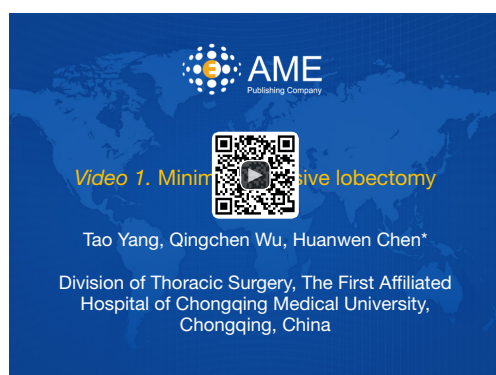 AME
Publishing Company
Video 1. Minim sive lobectomy
Tao Yang, Qingchen Wu, Huanwen Chen*
Division of Thoracic Surgery, The First Affiliated
Hospital of Chongqing Medical University,
Chongqing, China